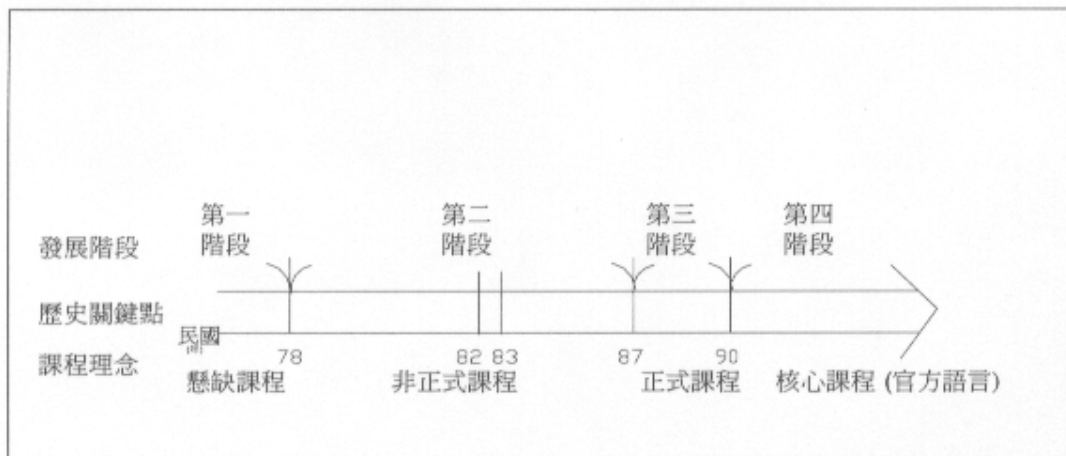 第一 第二 第三 第四
發展階段 階段 階段 階段 階段
歷史關鍵點
民國
78 82 83 87 90
課程理念
懸缺課程 非正式課程 正式課程 核心課程 (官方語言)